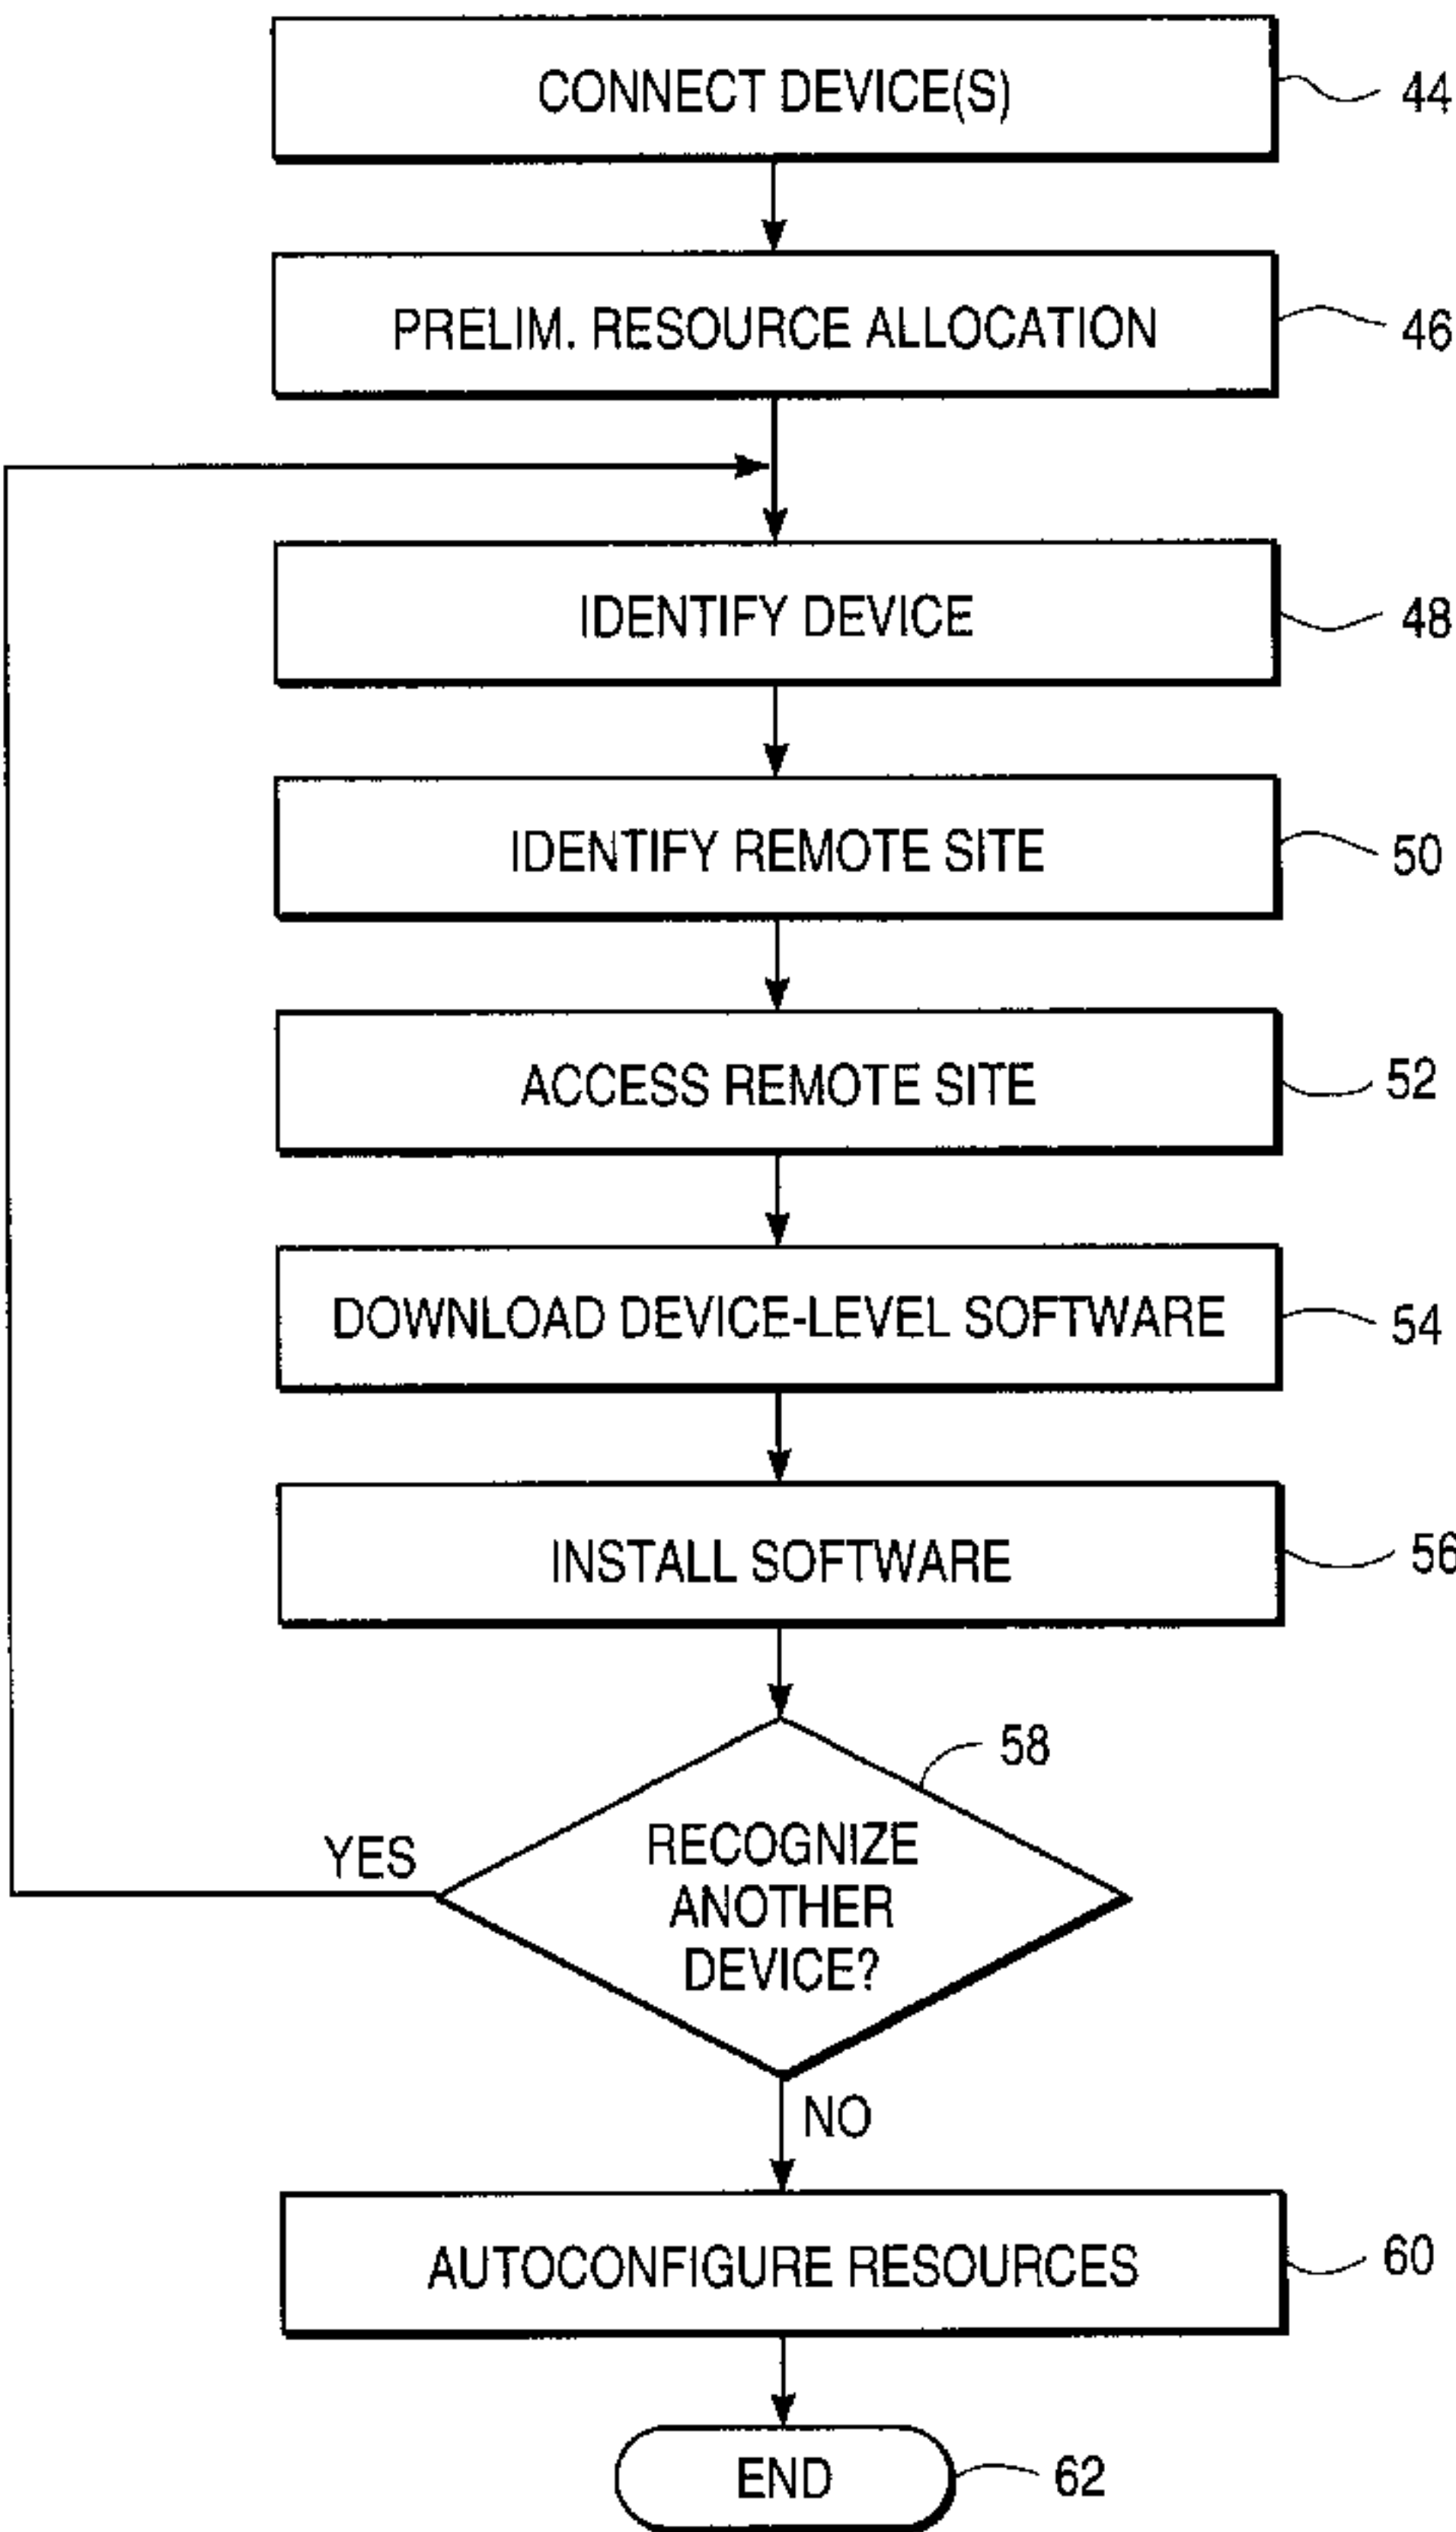 CONNECT DEVICE(S)
44
PRELIM. RESOURCE ALLOCATION
46
IDENTIFY DEVICE
48
IDENTIFY REMOTE SITE
50
ACCESS REMOTE SITE
52
DOWNLOAD DEVICE-LEVEL SOFTWARE
54
INSTALL SOFTWARE
56
58
YES
RECOGNIZE
ANOTHER
DEVICE?
NO
AUTOCONFIGURE RESOURCES
60
END
62